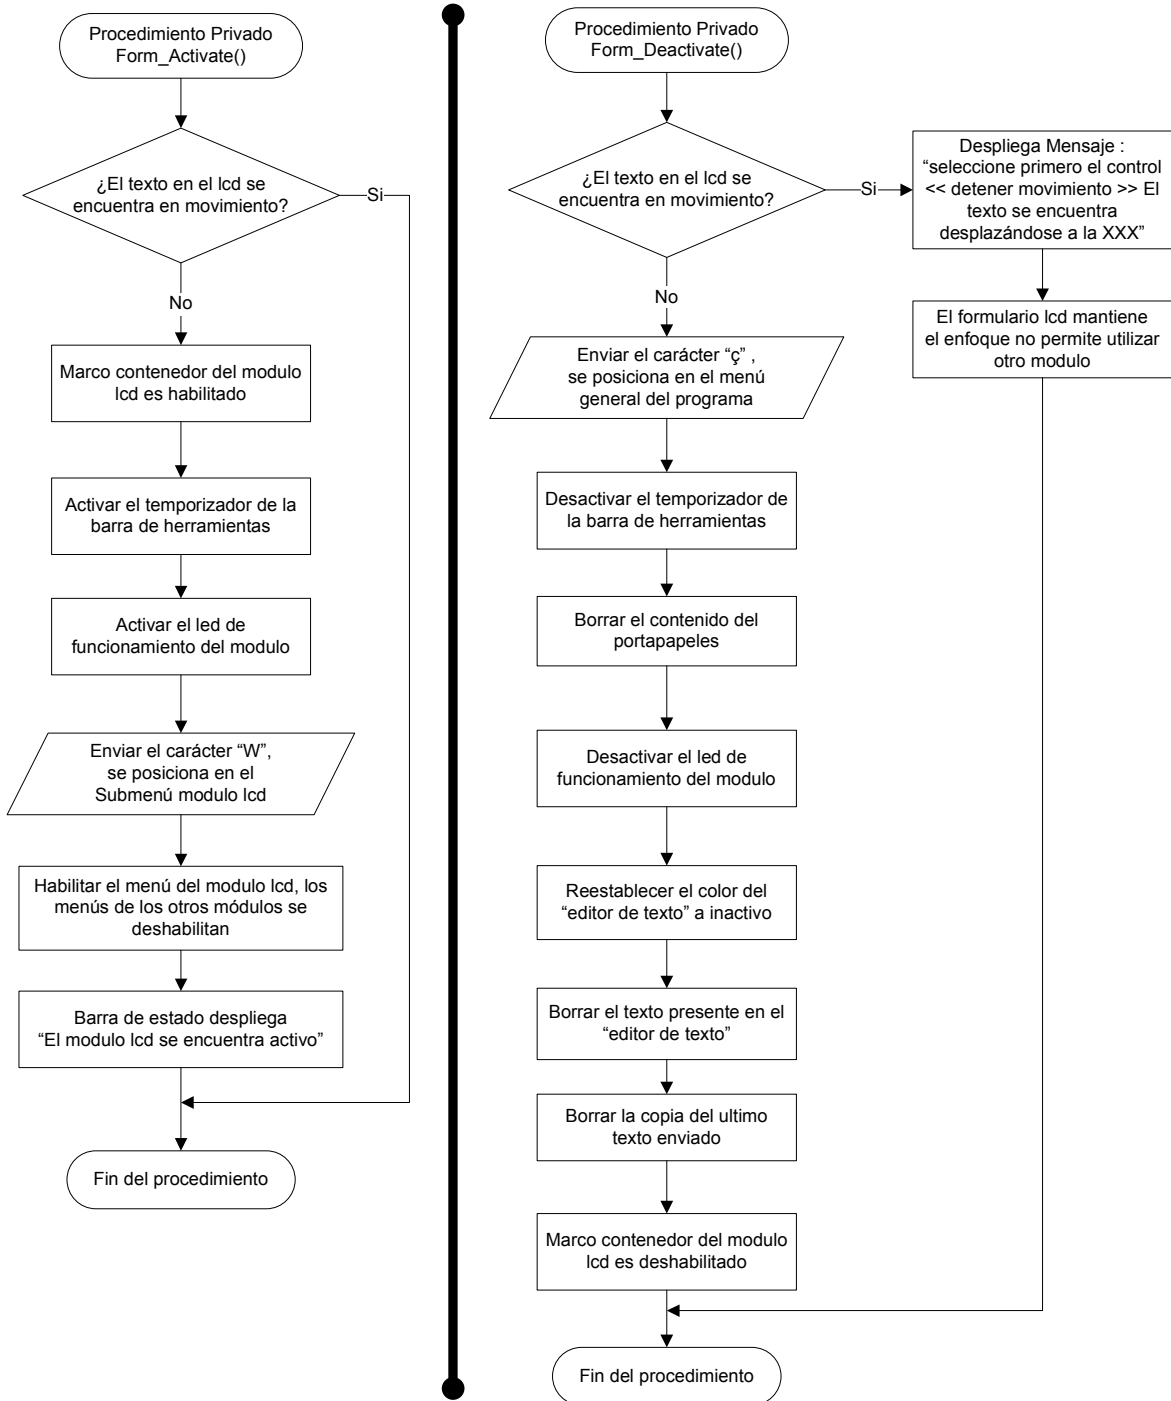 Procedimiento Privado
Form_Activate()
¿El texto en el lcd se
encuentra en movimiento?
Si
No
Marco contenedor del modulo
lcd es habilitado
Activar el temporizador de la
barra de herramientas
Activar el led de
funcionamiento del modulo
Enviar el carácter “W”,
se posiciona en el
Submenú modulo lcd
Habilitar el menú del modulo lcd, los
menús de los otros módulos se
deshabilitan
Barra de estado despliega
“El modulo lcd se encuentra activo”
Fin del procedimiento
Procedimiento Privado
Form_Deactivate()
¿El texto en el lcd se
encuentra en movimiento?
Si
Despliega Mensaje :
“seleccione primero el control
<< detener movimiento >> El
texto se encuentra
desplazándose a la XXX”
El formulario lcd mantiene
el enfoque no permite utilizar
otro modulo
No
Enviar el carácter “ç” ,
se posiciona en el menú
general del programa
Desactivar el temporizador de
la barra de herramientas
Borrar el contenido del
portapapeles
Desactivar el led de
funcionamiento del modulo
Reestablecer el color del
“editor de texto” a inactivo
Borrar el texto presente en el
“editor de texto”
Borrar la copia del ultimo
texto enviado
Marco contenedor del modulo
lcd es deshabilitado
Fin del procedimiento